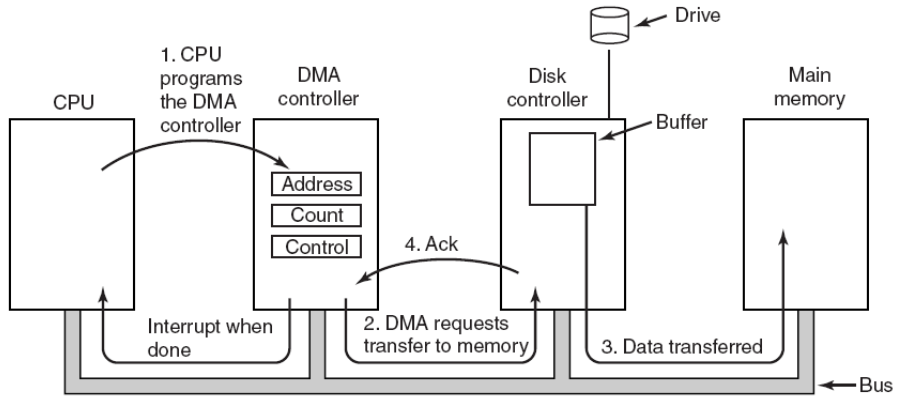 Drive
1. CPU
programs
the DMA
controller
CPU
DMA
controller
Disk
controller
Main
memory
Buffer
Address
Count
Control
4. Ack
Interrupt when
done
2. DMA requests
transfer to memory
3. Data transferred
Bus